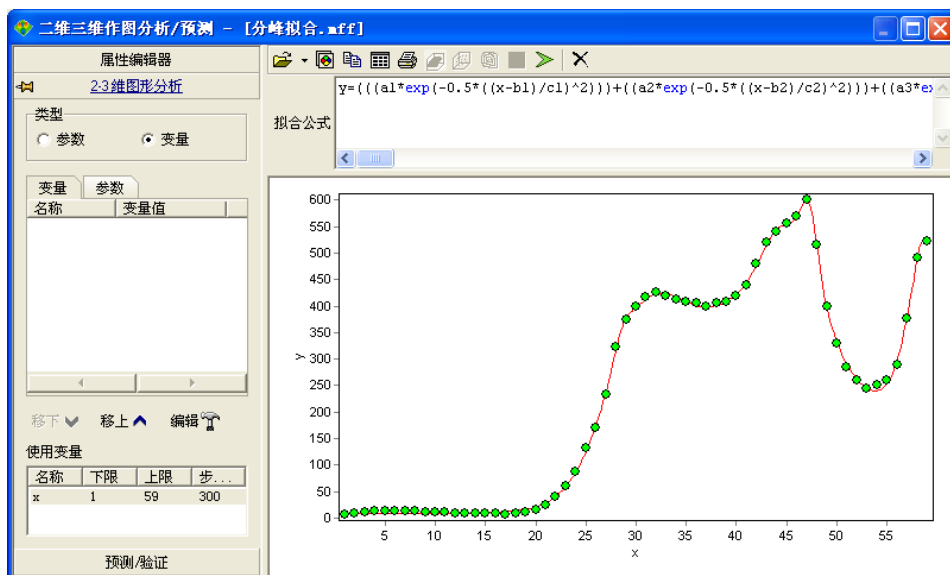 二维三维作图分析/预测 - [分峰拟合.mff]
属性编辑器
2-3维图形分析
类型
参数
变量
变量
参数
名称
变量值
移下
移上
编辑
使用变量
名称
下限
上限
步...
x
1
59
300
预测/验证
拟合公式
y=(((a1*exp(-0.5*((x-b1)/c1)^2)))+((a2*exp(-0.5*((x-b2)/c2)^2)))+((a3*ex
600
550
500
450
400
350
y
300
250
200
150
100
50
0
5
10
15
20
25
30
35
40
45
50
55
x